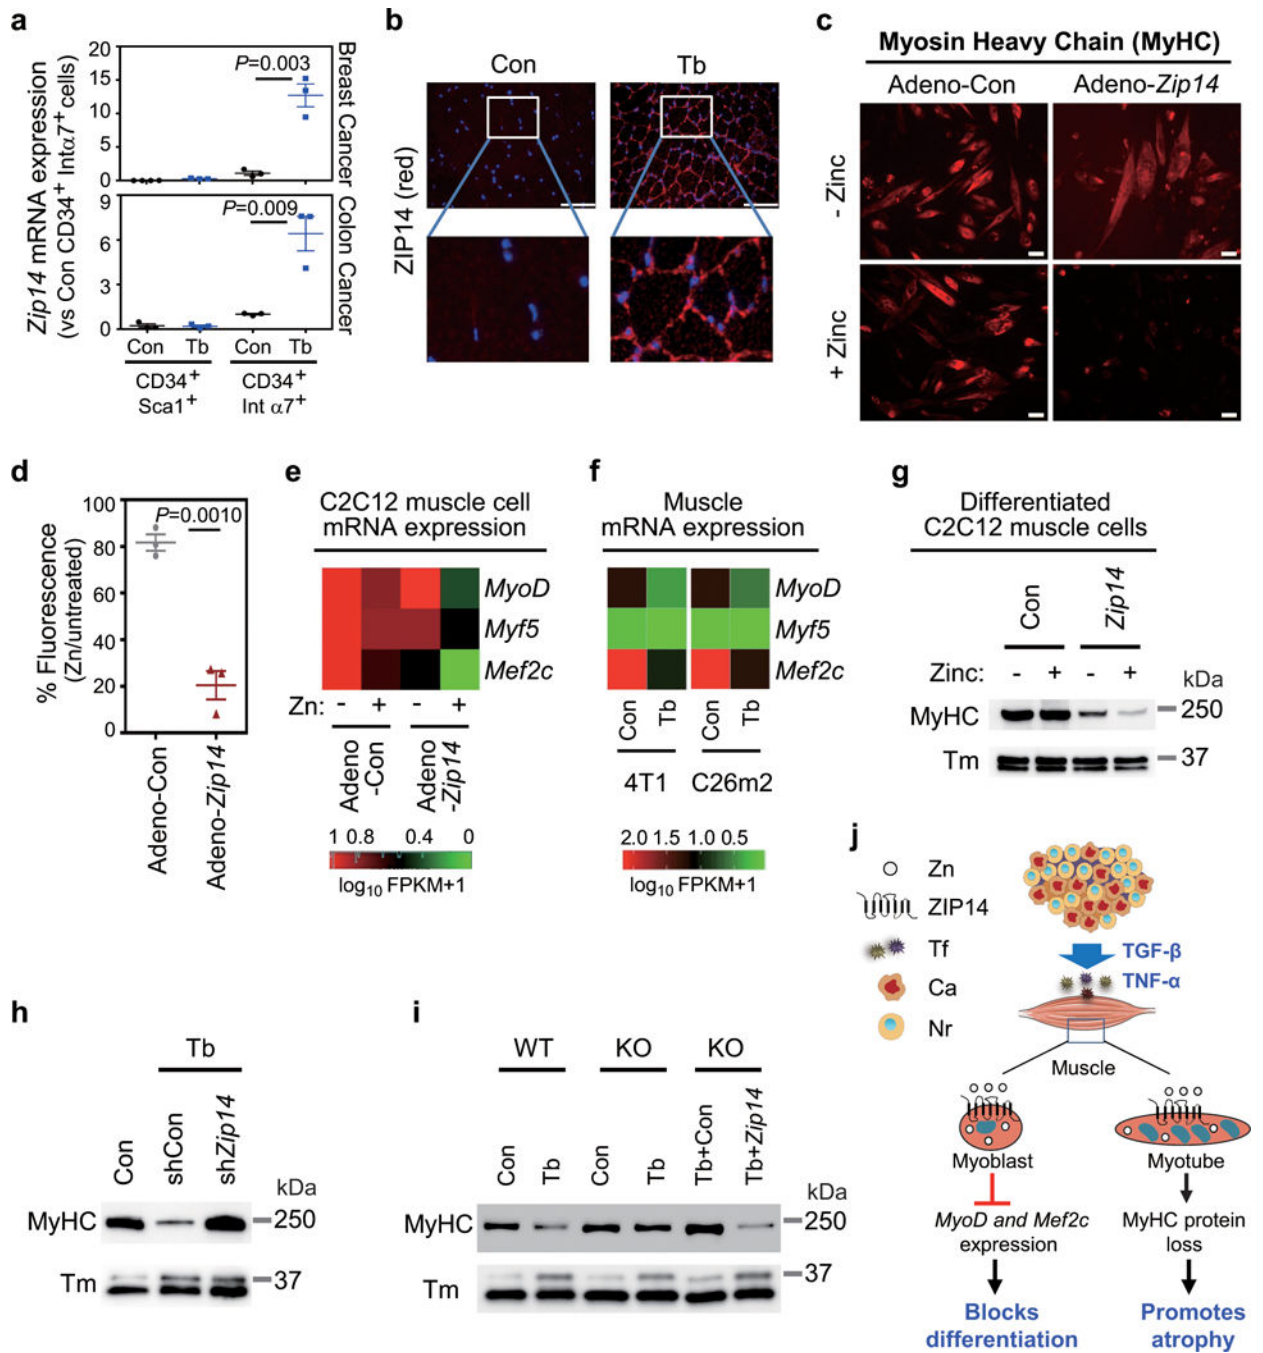 a
Zip14 mRNA expression
(vs Con CD34+ Intα7+ cells)
20
15
10
5
0
P=0.003
Breast Cancer
9
6
3
0
P=0.009
Colon Cancer
Con Tb Con Tb
CD34+ CD34+
Sca1+ Int α7+
b
Con Tb
ZIP14 (red)
c
Myosin Heavy Chain (MyHC)
Adeno-Con Adeno-Zip14
- Zinc
+ Zinc
d
% Fluorescence
(Zn/untreated)
100
80
60
40
20
0
P=0.0010
Adeno-Con
Adeno-Zip14
e
C2C12 muscle cell
mRNA expression
MyoD
Myf5
Mef2c
Zn: - + - +
Adeno
-Con
Adeno
-Zip14
1 0.8 0.4 0
log10 FPKM+1
f
Muscle
mRNA expression
MyoD
Myf5
Mef2c
Con Tb Con Tb
4T1 C26m2
2.0 1.5 1.0 0.5
log10 FPKM+1
g
Differentiated
C2C12 muscle cells
Con Zip14
Zinc: - + - +
kDa
MyHC 250
Tm 37
h
Tb
Con shCon shZip14
kDa
MyHC 250
Tm 37
i
WT KO KO
Con Tb Con Tb Tb+Con Tb+Zip14
kDa
MyHC 250
Tm 37
j
Zn
ZIP14
Tf
Ca
Nr
TGF-β
TNF-α
Muscle
Myoblast
MyoD and Mef2c
expression
Blocks
differentiation
Myotube
MyHC protein
loss
Promotes
atrophy